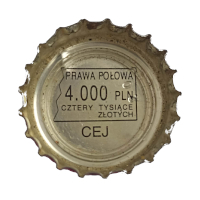 PRAWA POŁOWA
4.000 PLN
CZTERY TYSIĄCE
ZŁOTYCH
CEJ